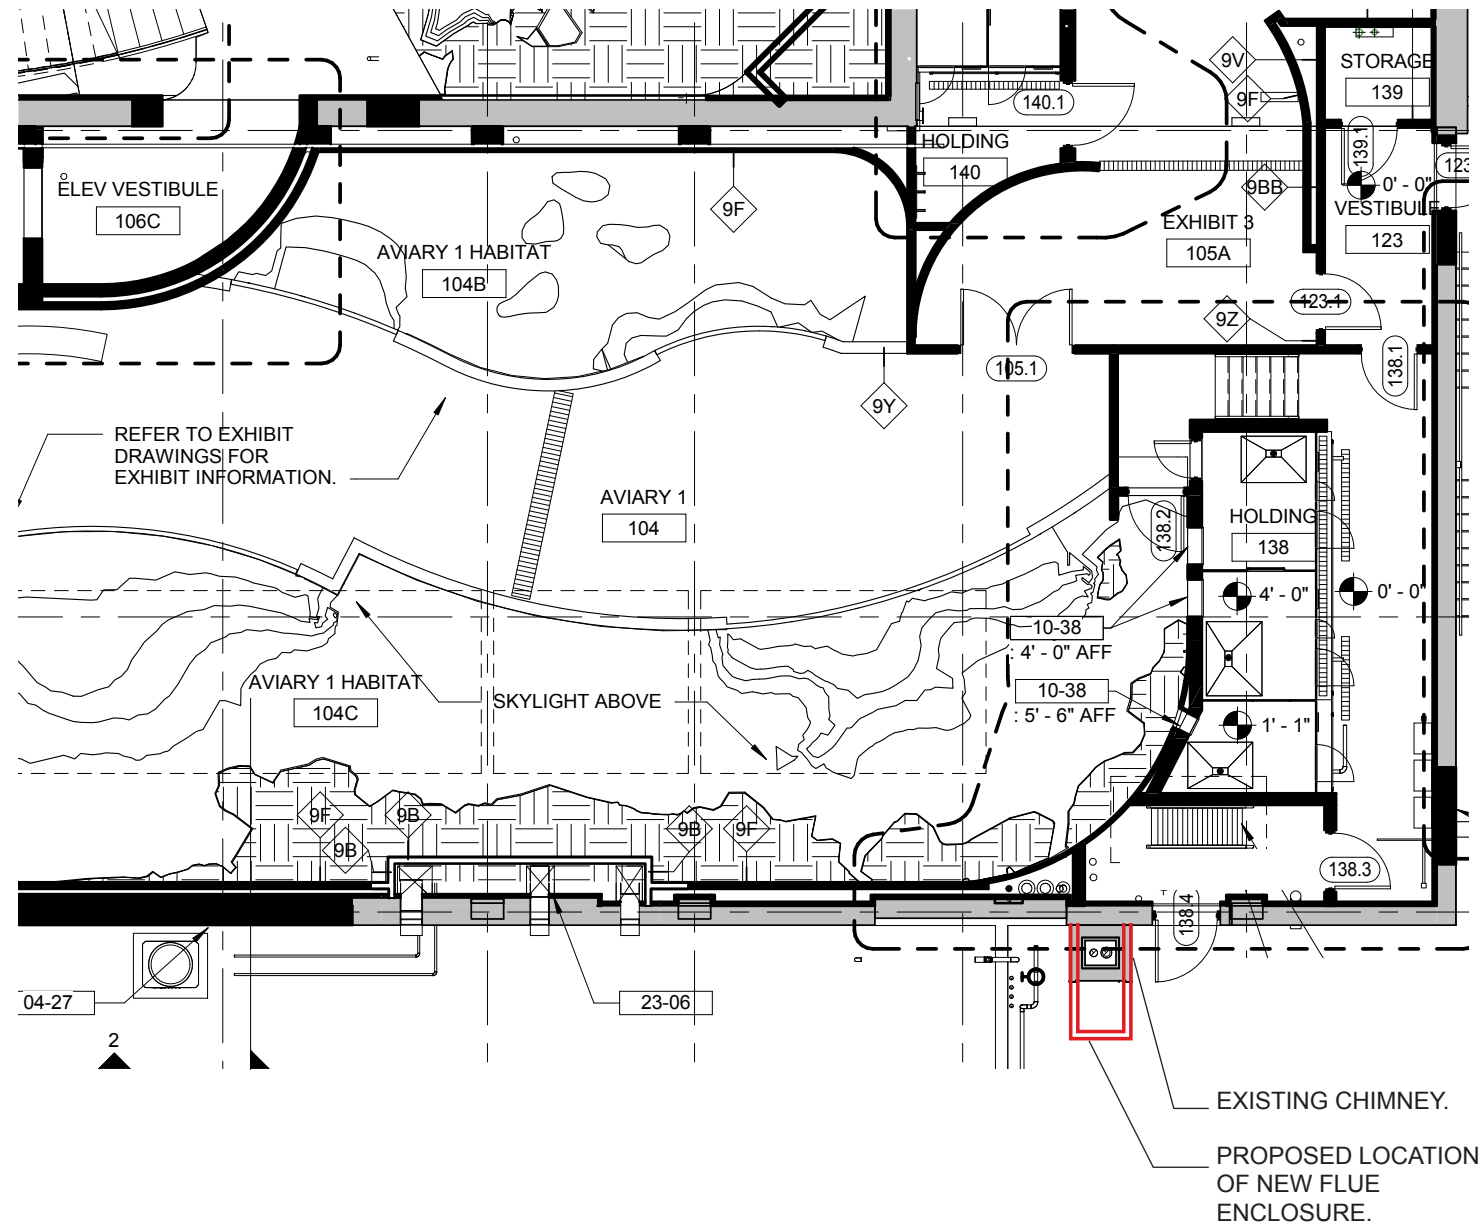 9V
STORAGE
139
9F
140.1
HOLDING
140
139.1
123
0' - 0"
9BB
VESTIBULE
123
ELEV VESTIBULE
106C
9F
EXHIBIT 3
105A
AVIARY 1 HABITAT
104B
123.1
9Z
105.1
138.1
9Y
REFER TO EXHIBIT
DRAWINGS FOR
EXHIBIT INFORMATION.
AVIARY 1
104
138.2
HOLDING
138
4' - 0"
0' - 0"
10-38
: 4' - 0" AFF
AVIARY 1 HABITAT
104C
SKYLIGHT ABOVE
10-38
: 5' - 6" AFF
1' - 1"
9F
9B
9B
9B
9F
138.3
138.4
04-27
23-06
2
EXISTING CHIMNEY.
PROPOSED LOCATION
OF NEW FLUE
ENCLOSURE.